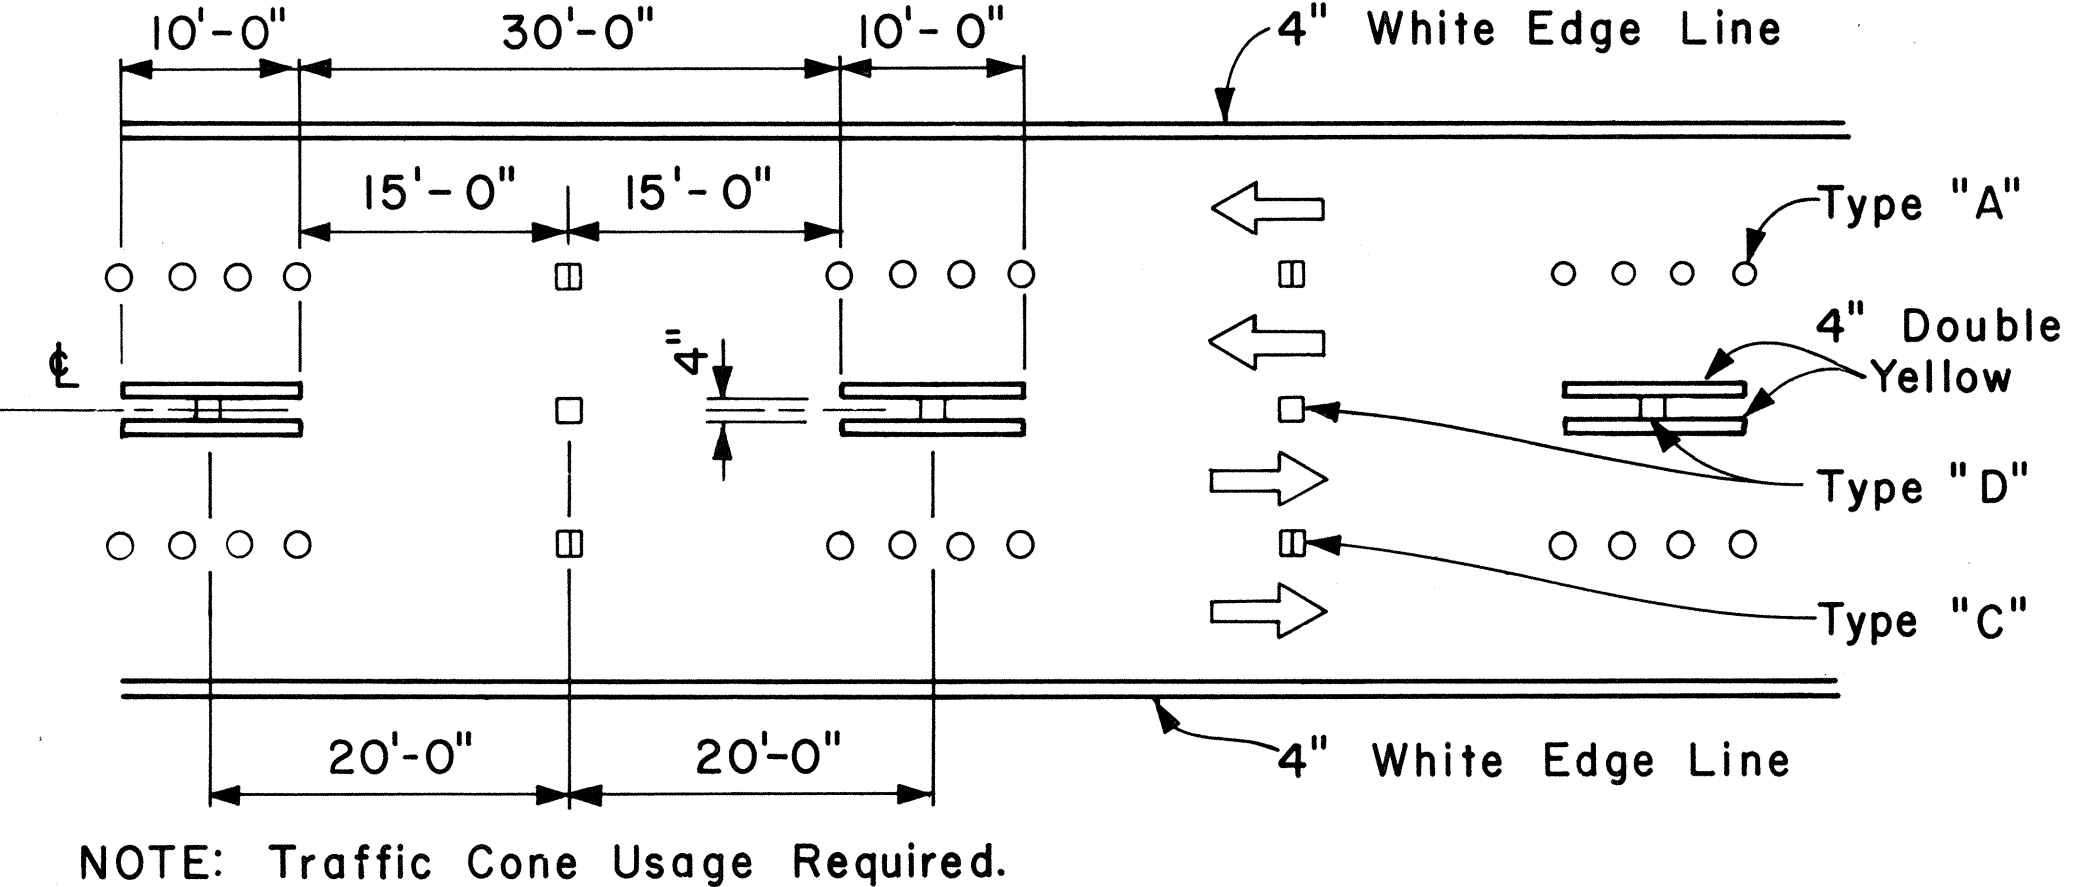 10'-0" 30'-0" 10'-0"
4" White Edge Line
15'-0" 15'-0"
Type "A"
4" Double
Yellow
℄
4"
Type "D"
Type "C"
20'-0" 20'-0"
4" White Edge Line
NOTE: Traffic Cone Usage Required.